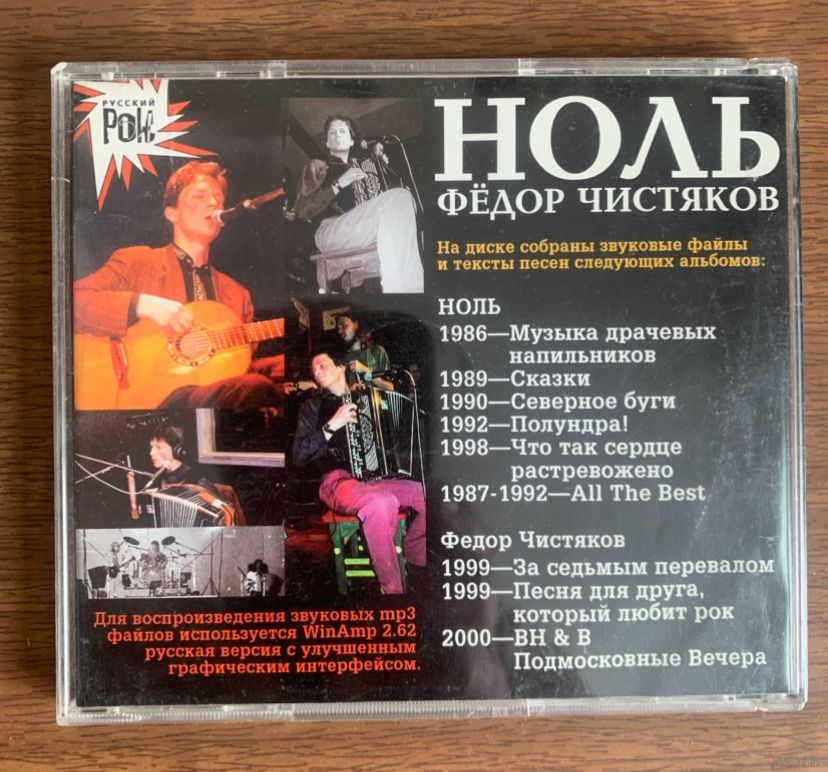 РУССКИЙ
РОК
НОЛЬ
ФЁДОР ЧИСТЯКОВ
На диске собраны звуковые файлы
и тексты песен следующих альбомов:
НОЛЬ
1986—Музыка драчевых
напильников
1989—Сказки
1990—Северное буги
1992—Полундра!
1998—Что так сердце
растревожено
1987-1992—All The Best
Федор Чистяков
1999—За седьмым перевалом
1999—Песня для друга,
который любит рок
2000—BH & B
Подмосковные Вечера
Для воспроизведения звуковых mp3
файлов используется WinAmp 2.62
русская версия с улучшенным
графическим интерфейсом.